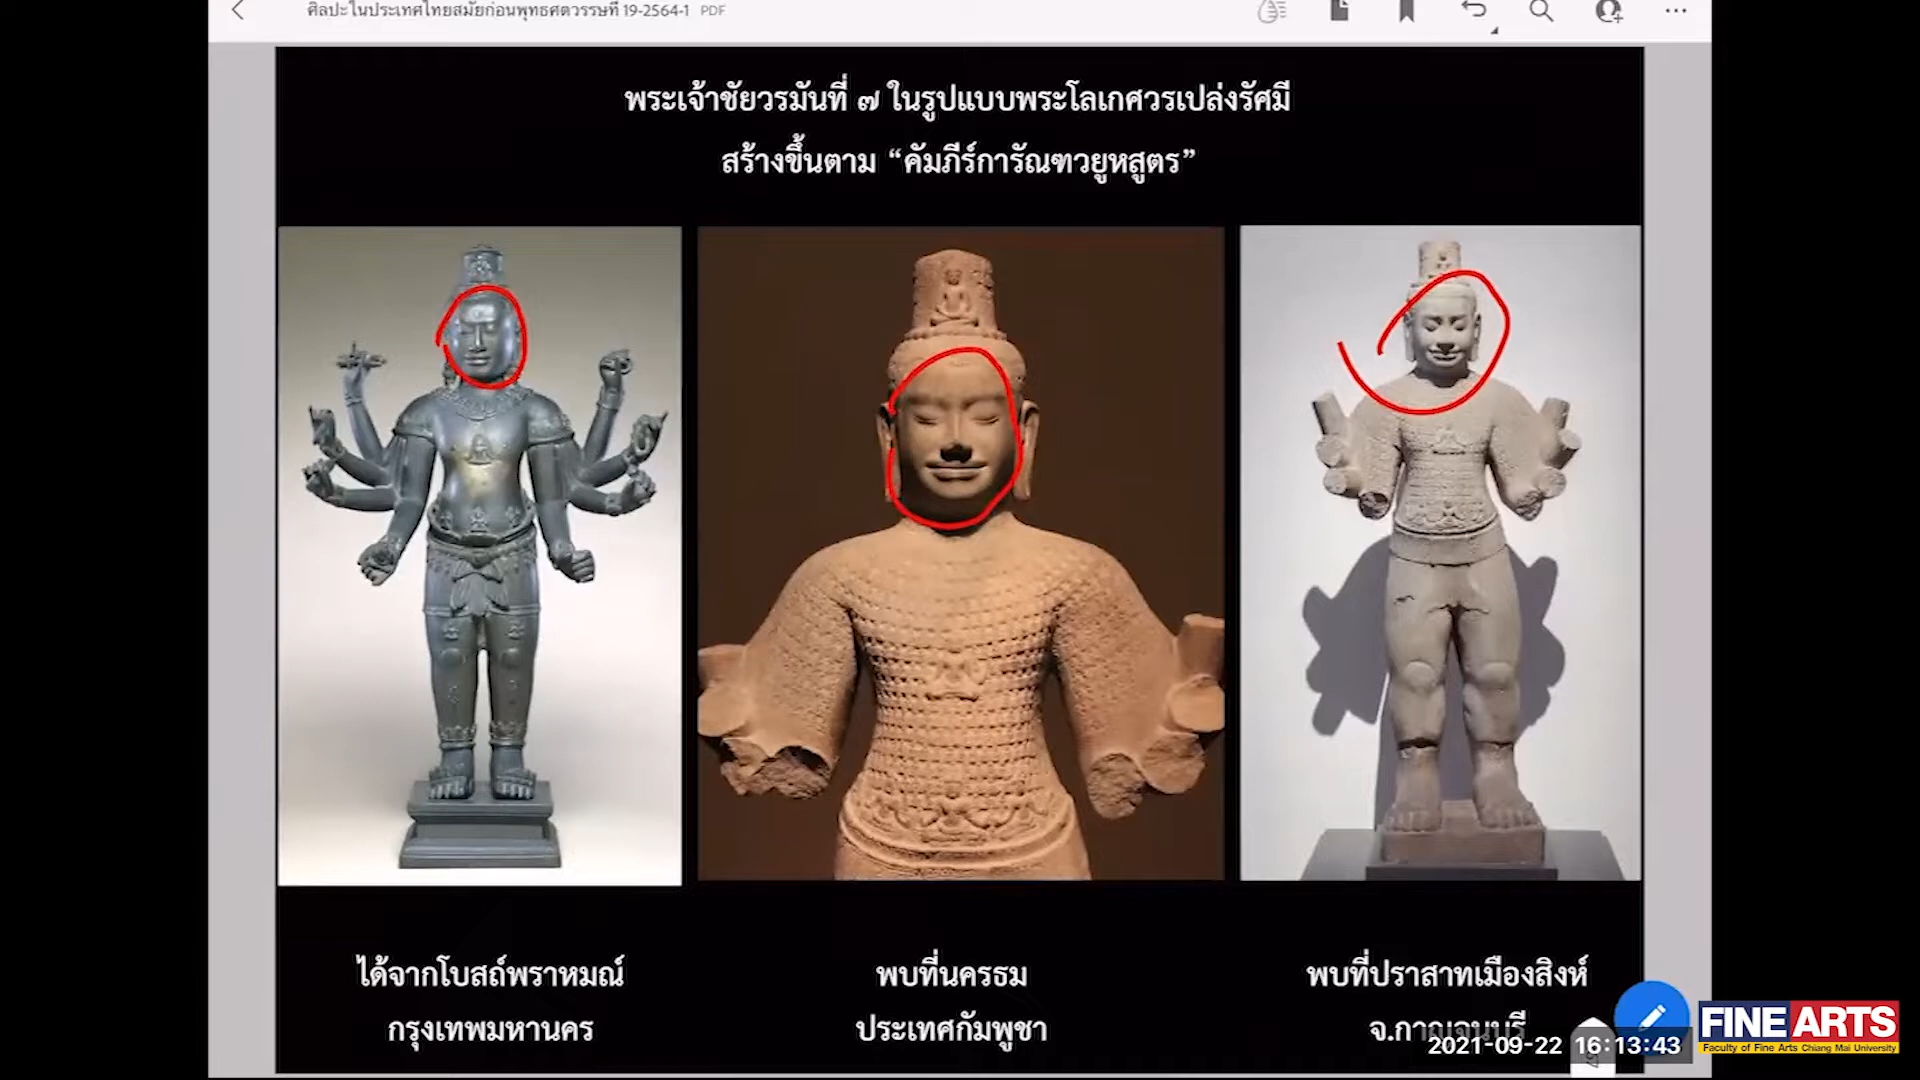 ศิลปะในประเทศไทยสมัยก่อนพุทธศตวรรษที่ 19-2564-1 PDF
พระเจ้าชัยวรมันที่ ๗ ในรูปแบบพระโลเกศวรเปล่งรัศมี
สร้างขึ้นตาม “คัมภีร์การัณฑวยูหสูตร”
ได้จากโบสถ์พราหมณ์
กรุงเทพมหานคร
พบที่นครธม
ประเทศกัมพูชา
พบที่ปราสาทเมืองสิงห์
จ.กาญจนบุรี
2021-09-22 16:13:43
FINE ARTS
Faculty of Fine Arts Chiang Mai University